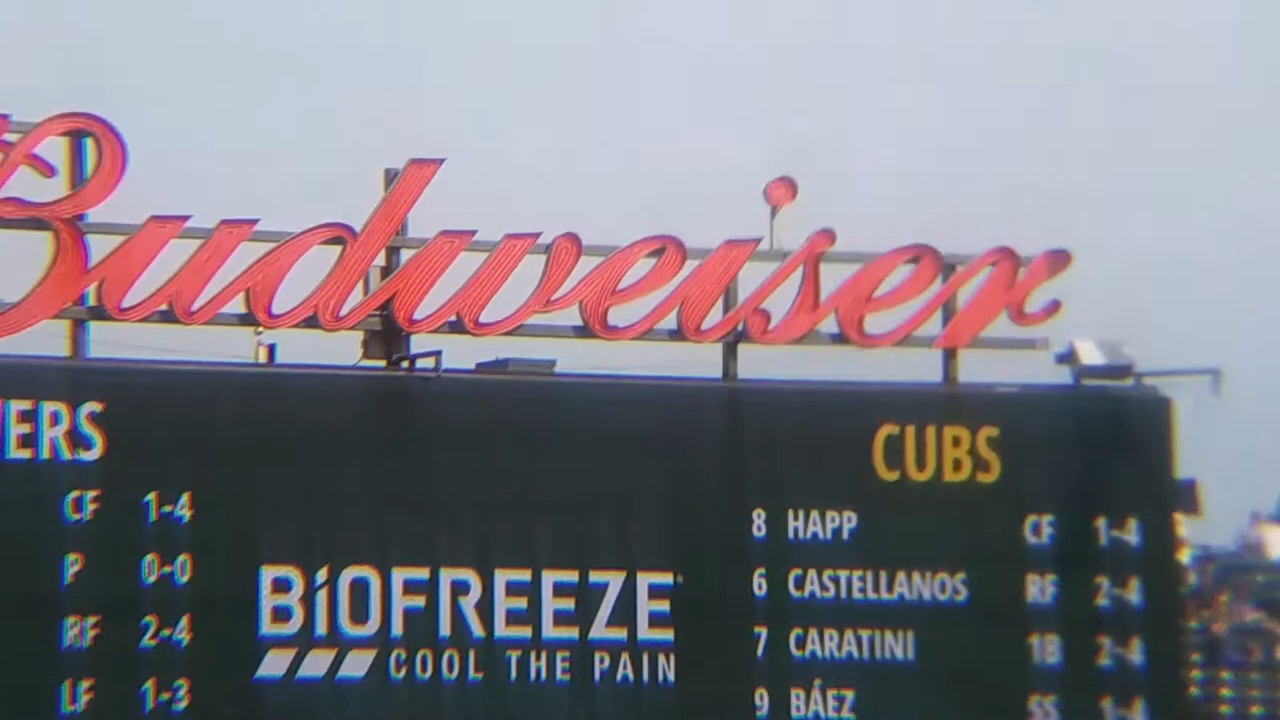 Budweiser
ERS
CF 1-4
P 0-0
RF 2-4
LF 1-3
BiOFREEZE
COOL THE PAIN
CUBS
8 HAPP CF 1-4
6 CASTELLANOS RF 2-4
7 CARATINI 1B 2-4
9 BÁEZ SS 1-4